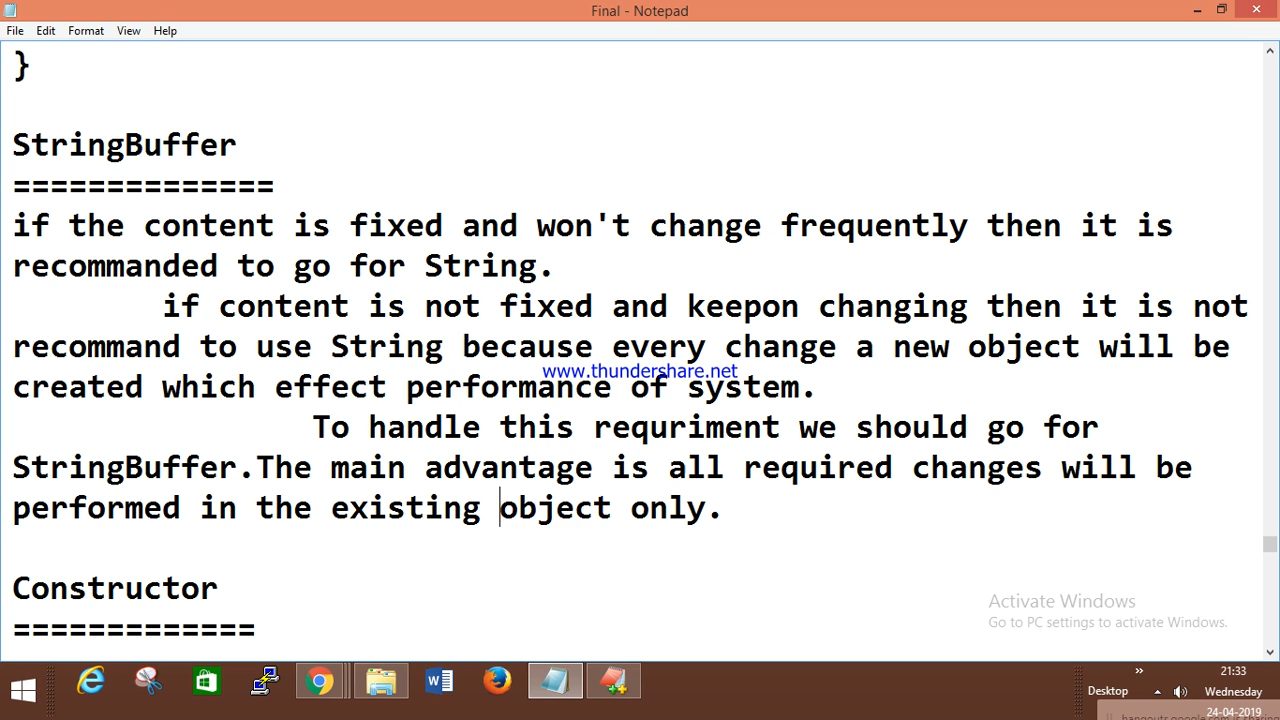 Final - Notepad
File Edit Format View Help
}
StringBuffer
==============
if the content is fixed and won't change frequently then it is
recommanded to go for String.
if content is not fixed and keepon changing then it is not
recommand to use String because every change a new object will be
www.thundershare.net
created which effect performance of system.
To handle this requriment we should go for
StringBuffer.The main advantage is all required changes will be
performed in the existing object only.
Constructor
=============
Activate Windows
Go to PC settings to activate Windows.
21:33
Desktop
Wednesday
24-04-2019